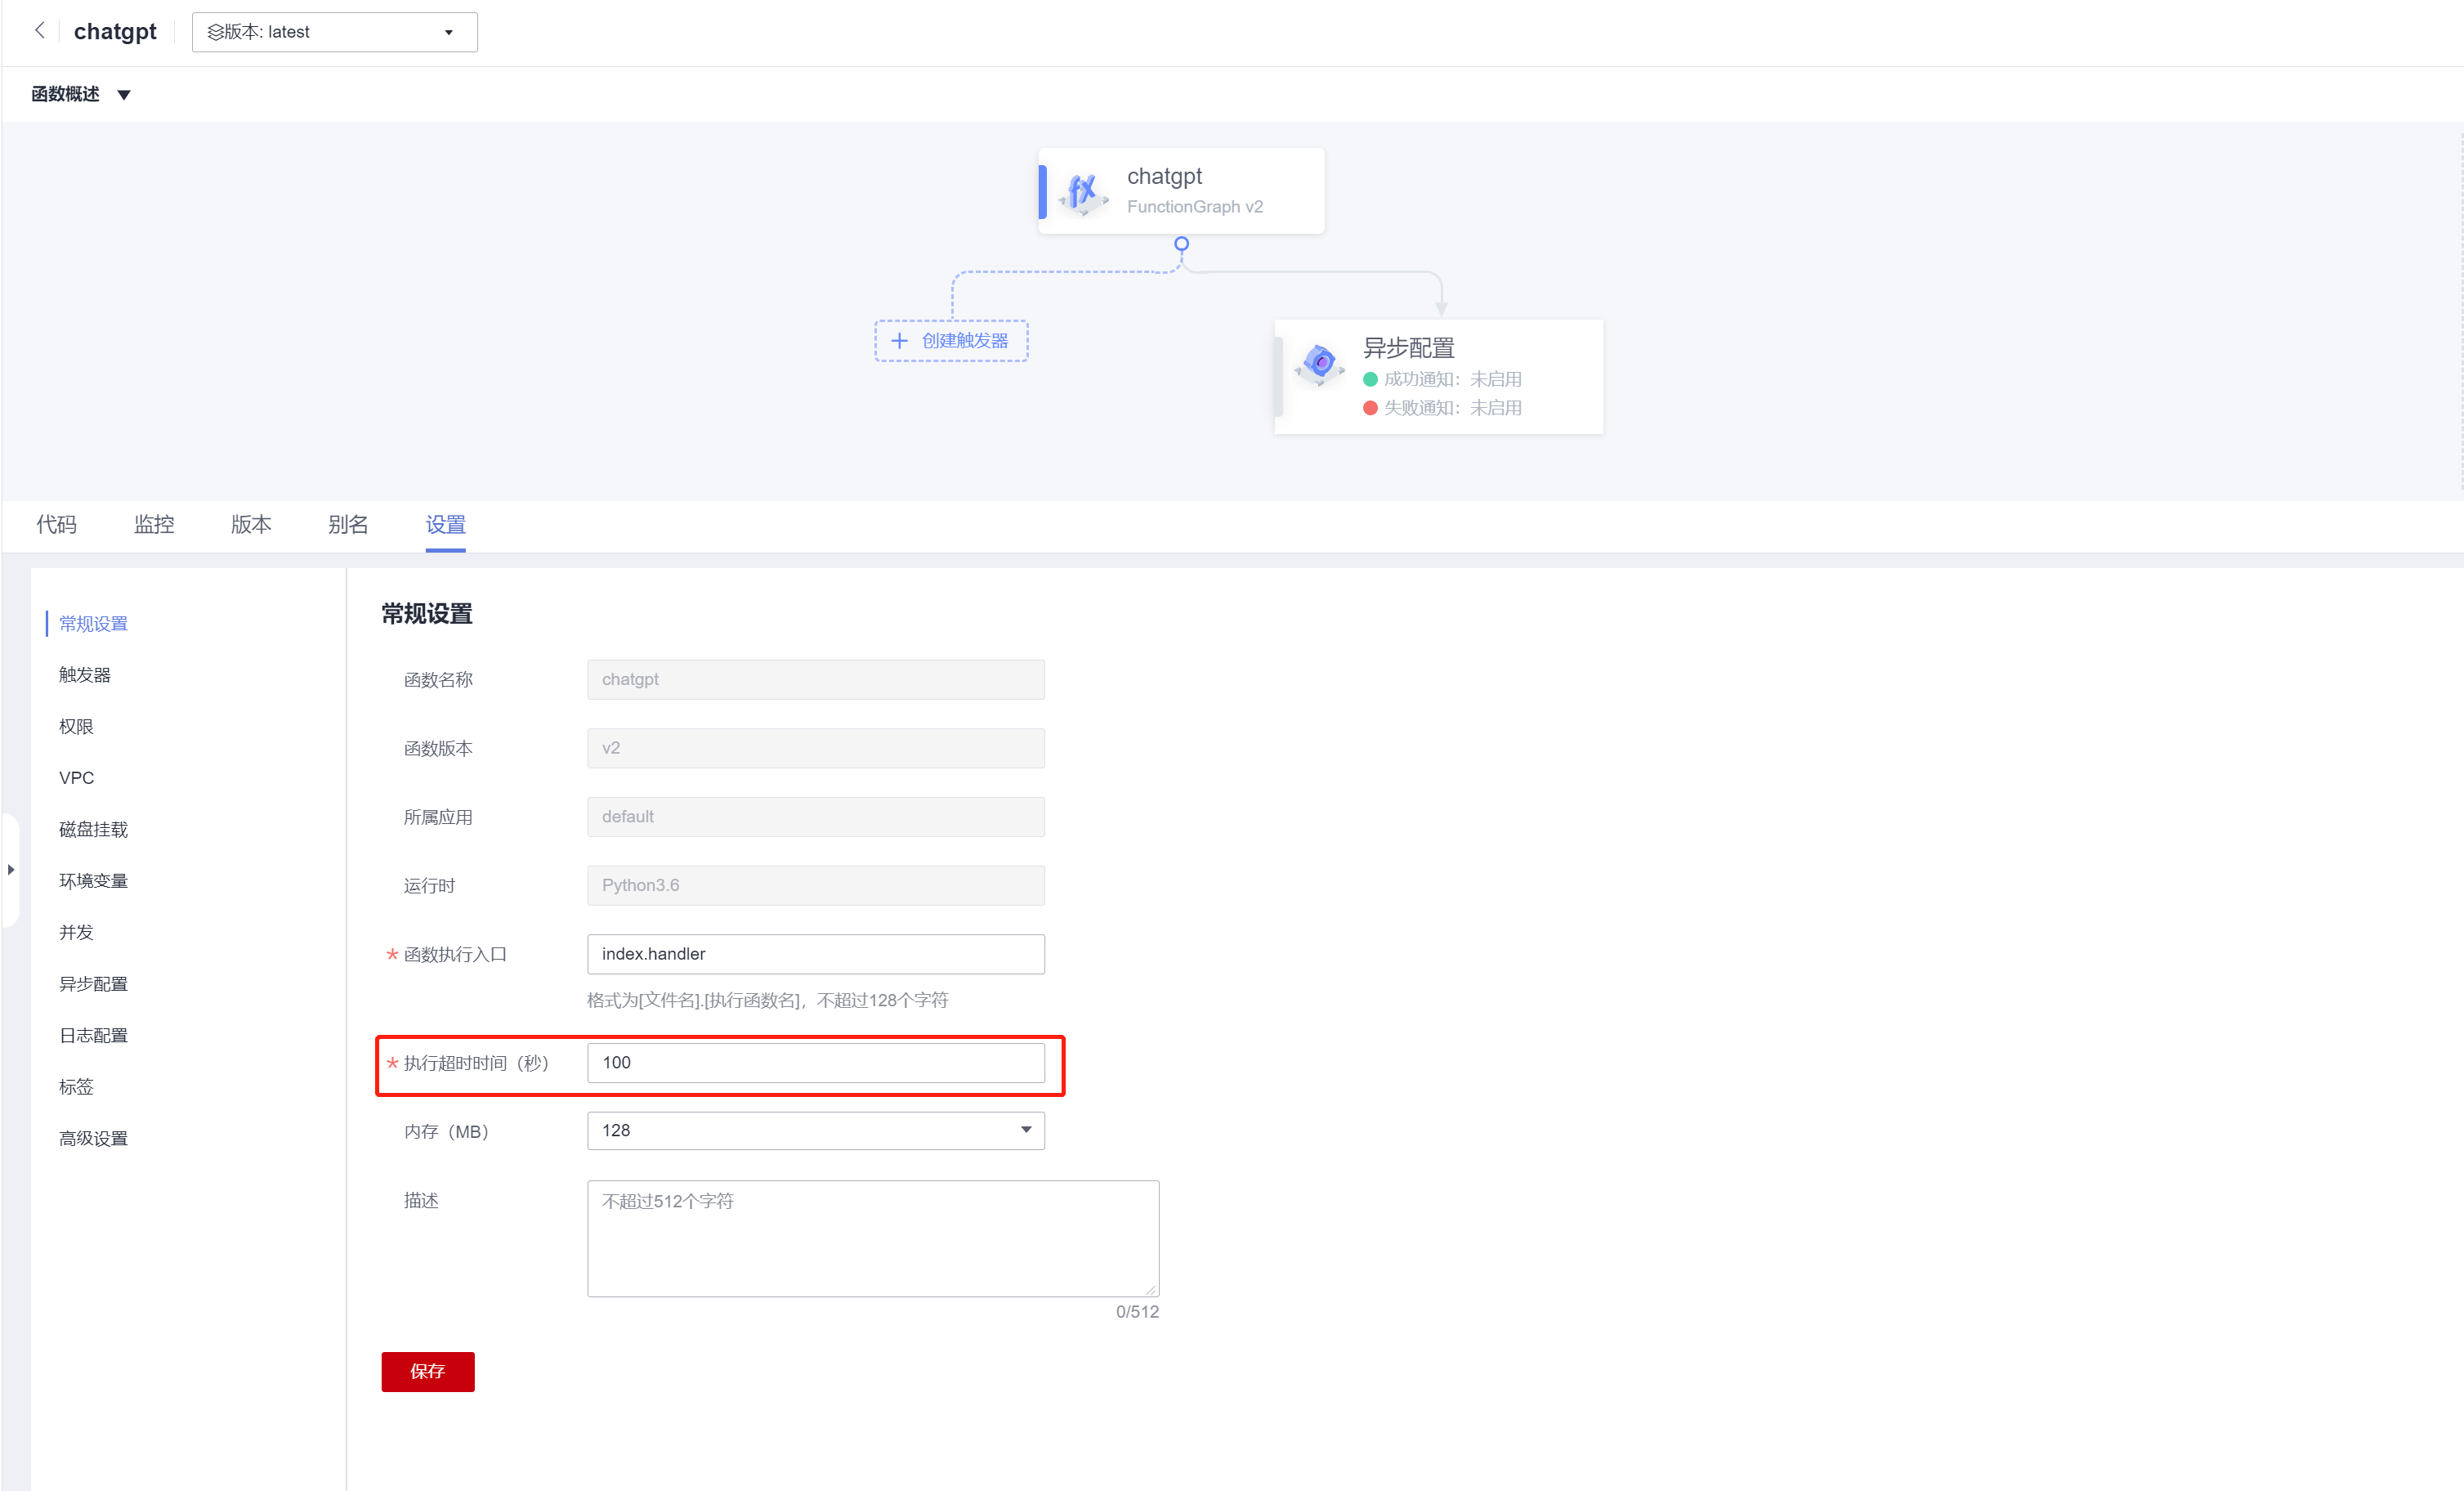 chatgpt
版本: latest
函数概述
chatgpt
FunctionGraph v2
创建触发器
异步配置
成功通知：未启用
失败通知：未启用
代码
监控
版本
别名
设置
常规设置
触发器
权限
VPC
磁盘挂载
环境变量
并发
异步配置
日志配置
标签
高级设置
常规设置
函数名称
chatgpt
函数版本
v2
所属应用
default
运行时
Python3.6
* 函数执行入口
index.handler
格式为[文件名].[执行函数名]，不超过128个字符
* 执行超时时间（秒）
100
内存（MB）
128
描述
不超过512个字符
0/512
保存